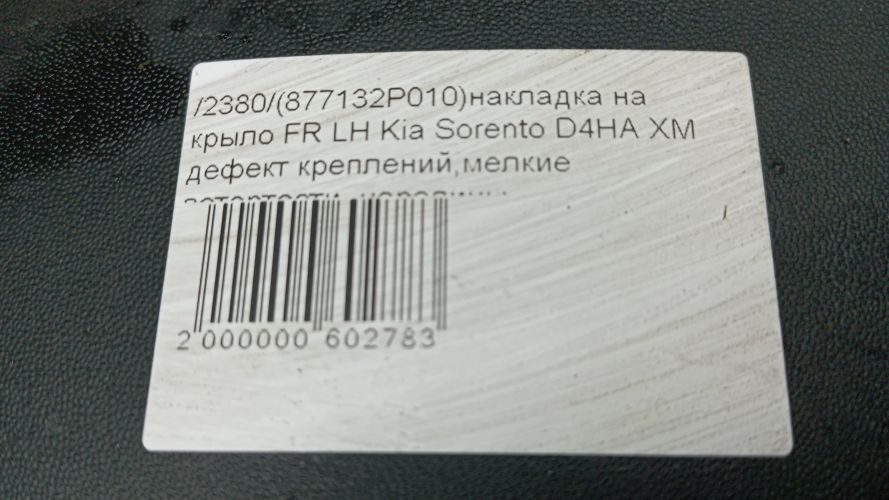 /2380/(877132P010)накладка на
крыло FR LH Kia Sorento D4HA XM
дефект креплений,мелкие
2 000000 602783